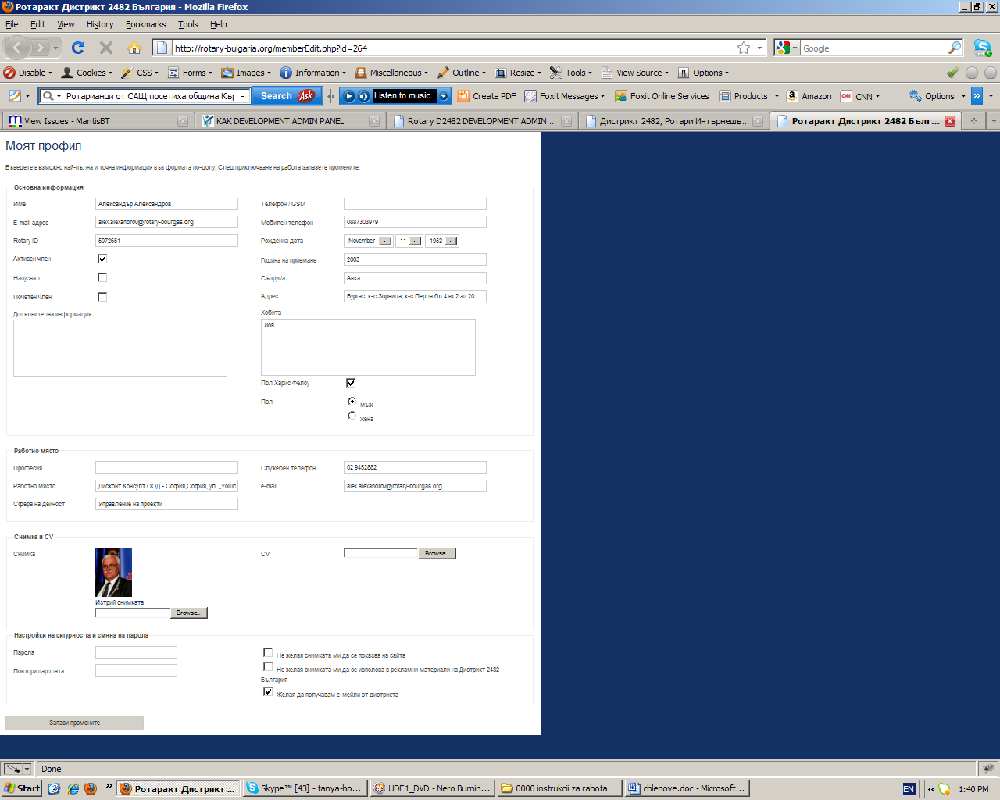 Ротаракт Дистрикт 2482 България - Mozilla Firefox
File Edit View History Bookmarks Tools Help
http://rotary-bulgaria.org/memberEdit.php?id=264
Google
Disable Cookies CSS Forms Images Information Miscellaneous Outline Resize Tools View Source Options
Ротарианци от САЩ посетиха община Къ
Search Ask
Listen to music
Create PDF Foxit Messages Foxit Online Services Products Amazon CNN Options »
View Issues - MantisBT
КАК DEVELOPMENT ADMIN PANEL
Rotary D2482 DEVELOPMENT ADMIN ...
Дистрикт 2482, Ротари Интърнешъ...
Ротаракт Дистрикт 2482 Бълг...
Моят профил
Въведете възможно най-пълна и точна информация във формата по-долу. След приключване на работа запазете промените.
Основна информация
Име Александър Александров Телефон / GSM
E-mail адрес alex.alexandrov@rotary-bourgas.org Мобилен телефон 0887303979
Rotary ID 5972651 Рожденна дата November 11 1952
Активен член Година на приемане 2003
Напуснал Съпруг/а Анка
Почетен член Адрес Бургас, к-с Зорница, к-с Перла бл.4 вх.2 ап.20
Допълнителна информация Хобита
Лов
Пол Харис Фелоу
Пол мъж
жена
Работно място
Професия Служебен телефон 02 9452882
Работно място Дисконт Консулт ООД - София,София, ул. „Уошб e-mail alex.alexandrov@rotary-bourgas.org
Сфера на дейност Управление на проекти
Снимка и CV
Снимка CV Browse...
Изтрий снимката
Browse...
Настройки на сигурността и смяна на парола
Парола Не желая снимката ми да се показва на сайта
Повтори паролата Не желая снимката ми да се използва в рекламни материали на Дистрикт 2482
България
Желая да получавам е-мейли от дистрикта
Запази промените
Done
Start » Ротаракт Дистрикт ... Skype™ [43] - tanya-bo... UDF1_DVD - Nero Burnin... 0000 instrukcii za rabota chlenove.doc - Microsoft... EN « 1:40 PM